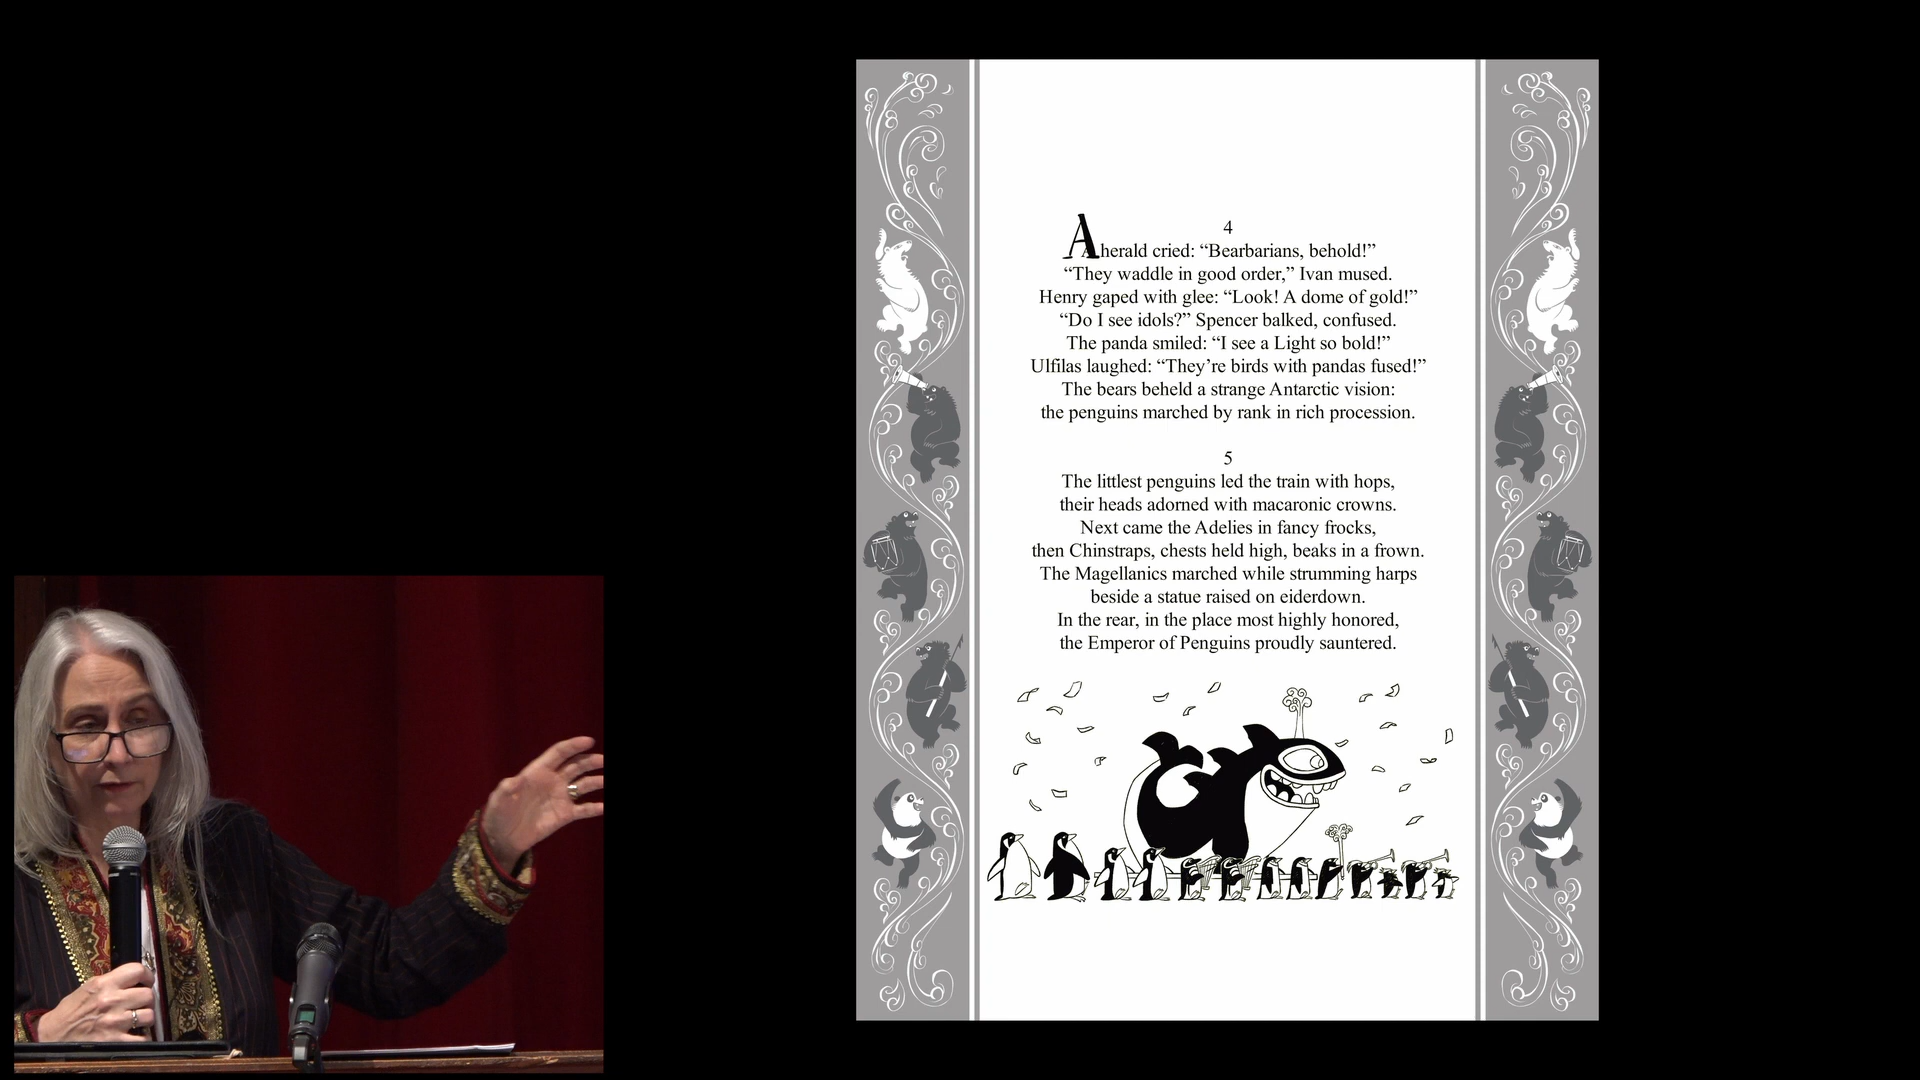 4
A herald cried: “Bearbarians, behold!”
“They waddle in good order,” Ivan mused.
Henry gaped with glee: “Look! A dome of gold!”
“Do I see idols?” Spencer balked, confused.
The panda smiled: “I see a Light so bold!”
Ulfilas laughed: “They’re birds with pandas fused!”
The bears beheld a strange Antarctic vision:
the penguins marched by rank in rich procession.
5
The littlest penguins led the train with hops,
their heads adorned with macaronic crowns.
Next came the Adelies in fancy frocks,
then Chinstraps, chests held high, beaks in a frown.
The Magellanics marched while strumming harps
beside a statue raised on eiderdown.
In the rear, in the place most highly honored,
the Emperor of Penguins proudly sauntered.